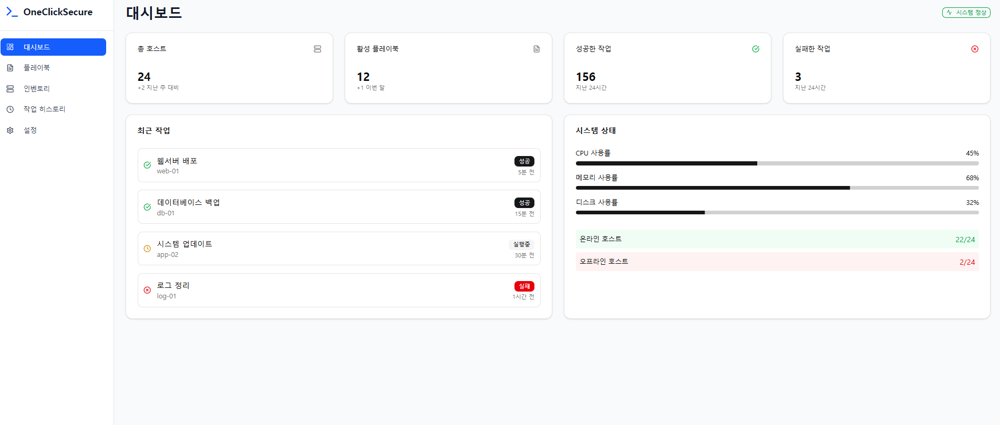 OneClickSecure
대시보드
플레이북
인벤토리
작업 히스토리
설정
대시보드
시스템 정상
총 호스트
24
+2 지난 주 대비
활성 플레이북
12
+1 이번 달
성공한 작업
156
지난 24시간
실패한 작업
3
지난 24시간
최근 작업
웹서버 배포
web-01
성공
5분 전
데이터베이스 백업
db-01
성공
15분 전
시스템 업데이트
app-02
실행중
30분 전
로그 정리
log-01
실패
1시간 전
시스템 상태
CPU 사용률 45%
메모리 사용률 68%
디스크 사용률 32%
온라인 호스트 22/24
오프라인 호스트 2/24